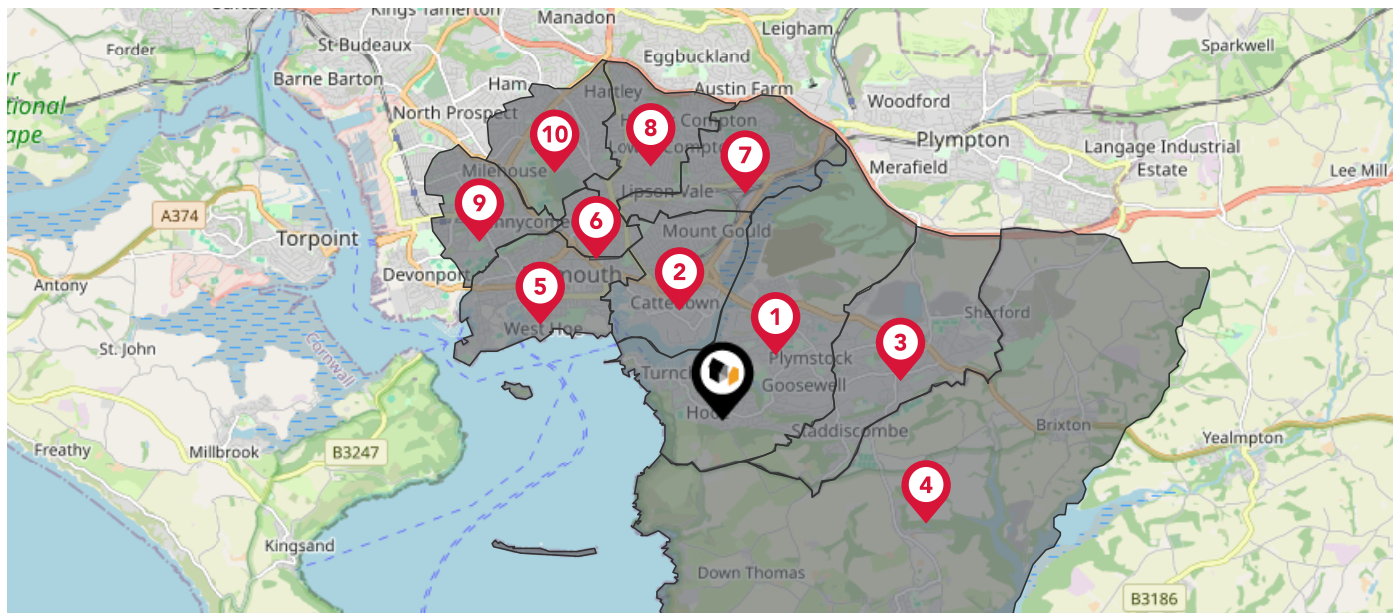 Kings Tamerton
Manadon
Leigham
St-Budeaux
Forder
Eggbuckland
Sparkwell
Barne Barton
Ham
Hartley
Austin Farm
Woodford
North Prospect
Compton
Plympton
Langage Industrial
Estate
10
8
7
Merafield
Lee Mill
Milehouse
Lipson Vale
9
6
A374
Mount Gould
Torpoint
Devonport
mouth
2
Antony
5
Cattedown
1
Sherford
West Hoe
3
St. John
Cornwall
Plymstock
Goosewell
Staddiscombe
Brixton
Freathy
Millbrook
B3247
Yealmpton
4
Kingsand
Down Thomas
B3186